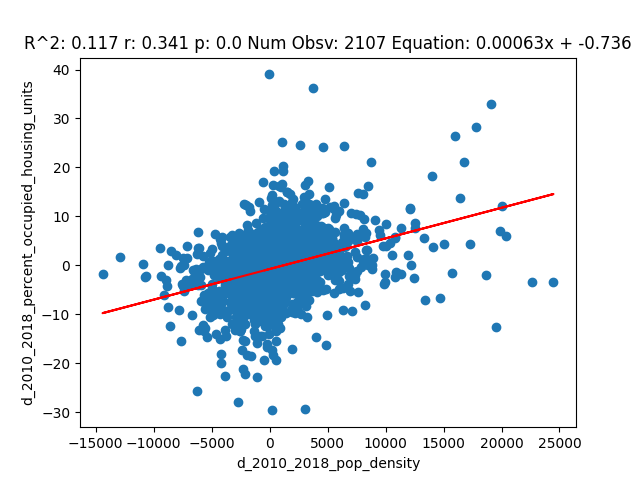 R^2: 0.117 r: 0.341 p: 0.0 Num Obsv: 2107 Equation: 0.00063x + -0.736
40
30
20
10
0
−10
−20
−30
d_2010_2018_percent_occupied_housing_units
−15000 −10000 −5000 0 5000 10000 15000 20000 25000
d_2010_2018_pop_density